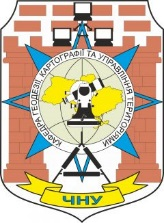 КАФЕДРА ГЕОДЕЗІЇ, КАРТОГРАФІЇ ТА УПРАВЛІННЯ ТЕРИТОРІЯМИ
ЧНУ